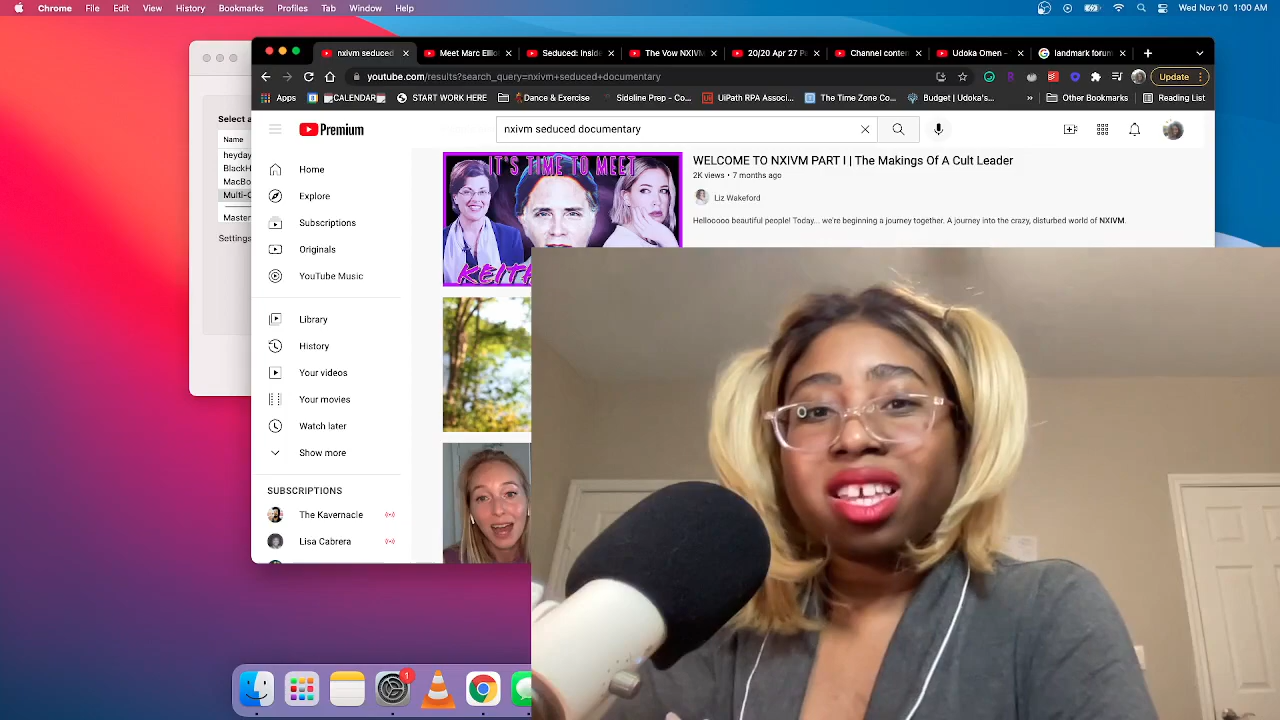 Chrome File Edit View History Bookmarks Profiles Tab Window Help Wed Nov 10 1:00 AM
nxivm seduced Meet Marc Ellio Seduced: Inside The Vow NXIVM 20/20 Apr 27 Pa Channel conten Udoka Omen - landmark forum
youtube.com/results?search_query=nxivm+seduced+documentary
Update
Apps CALENDAR START WORK HERE Dance & Exercise Sideline Prep - Co... UiPath RPA Assoc... The Time Zone Co... Budget | Udoka's... » Other Bookmarks Reading List
Premium
nxivm seduced documentary
Select a
Name
heyday
BlackH
MacBo
Multi-O
Master
Settings
Home
Explore
Subscriptions
Originals
YouTube Music
Library
History
Your videos
Your movies
Watch later
Show more
SUBSCRIPTIONS
The Kavernacle
Lisa Cabrera
IT'S TIME TO MEET
KEITH
WELCOME TO NXIVM PART I | The Makings Of A Cult Leader
2K views • 7 months ago
Liz Wakeford
Hellooooo beautiful people! Today... we're beginning a journey together. A journey into the crazy, disturbed world of NXIVM.
1